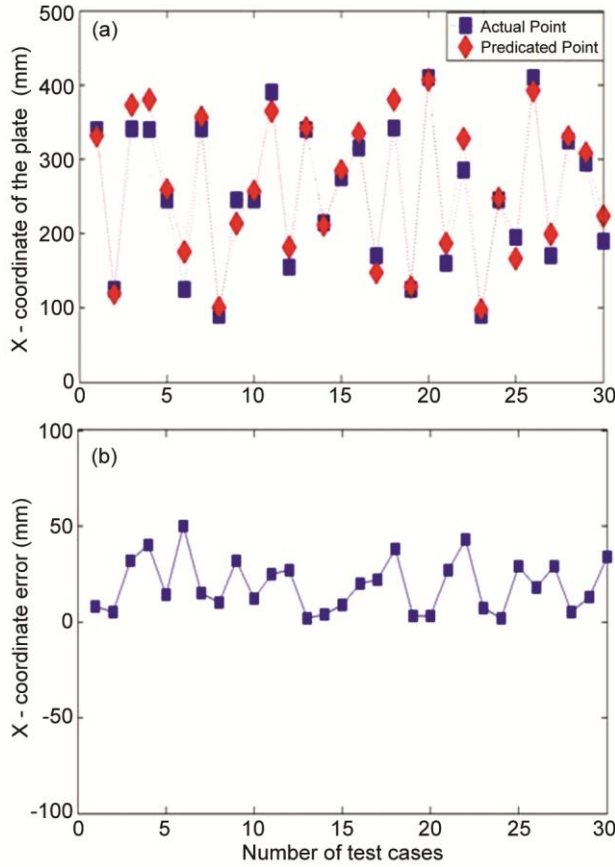 (a)
Actual Point
Predicated Point
X - coordinate of the plate (mm)
500
400
300
200
100
0
0 5 10 15 20 25 30
(b)
X - coordinate error (mm)
100
50
0
-50
-100
0 5 10 15 20 25 30
Number of test cases